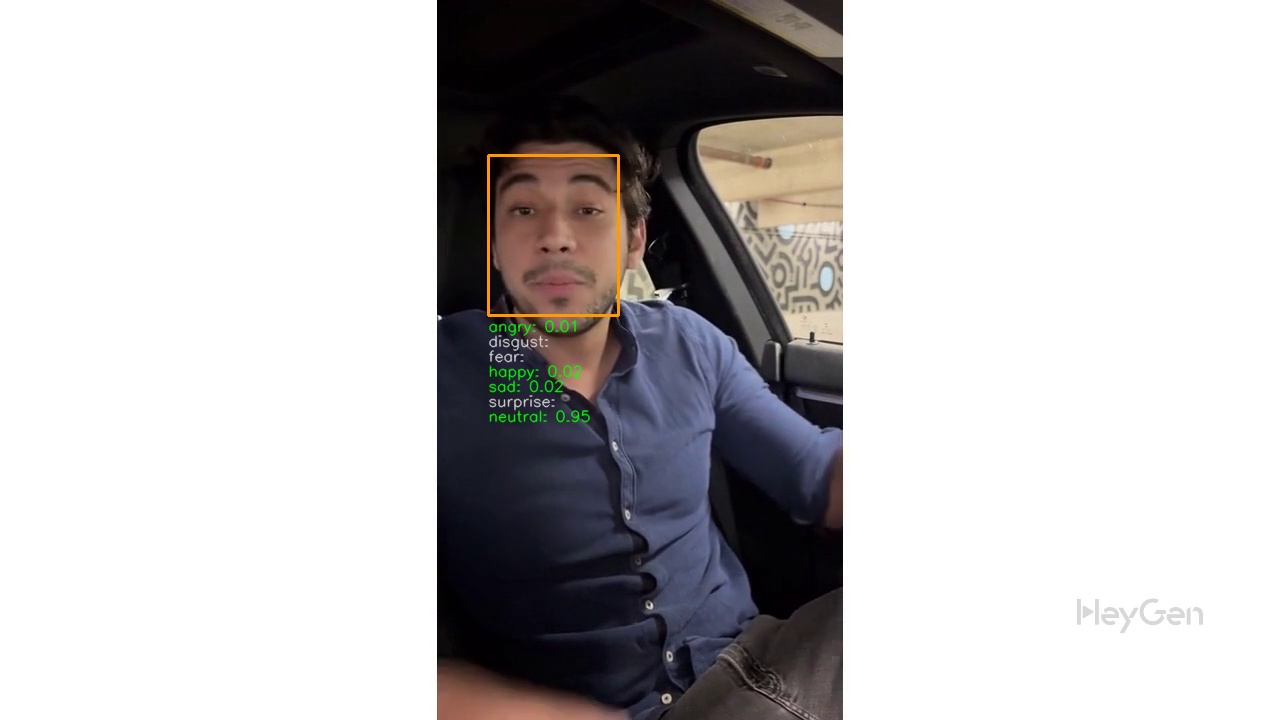 angry: 0.01
disgust:
fear:
happy: 0.02
sad: 0.02
surprise:
neutral: 0.95
HeyGen